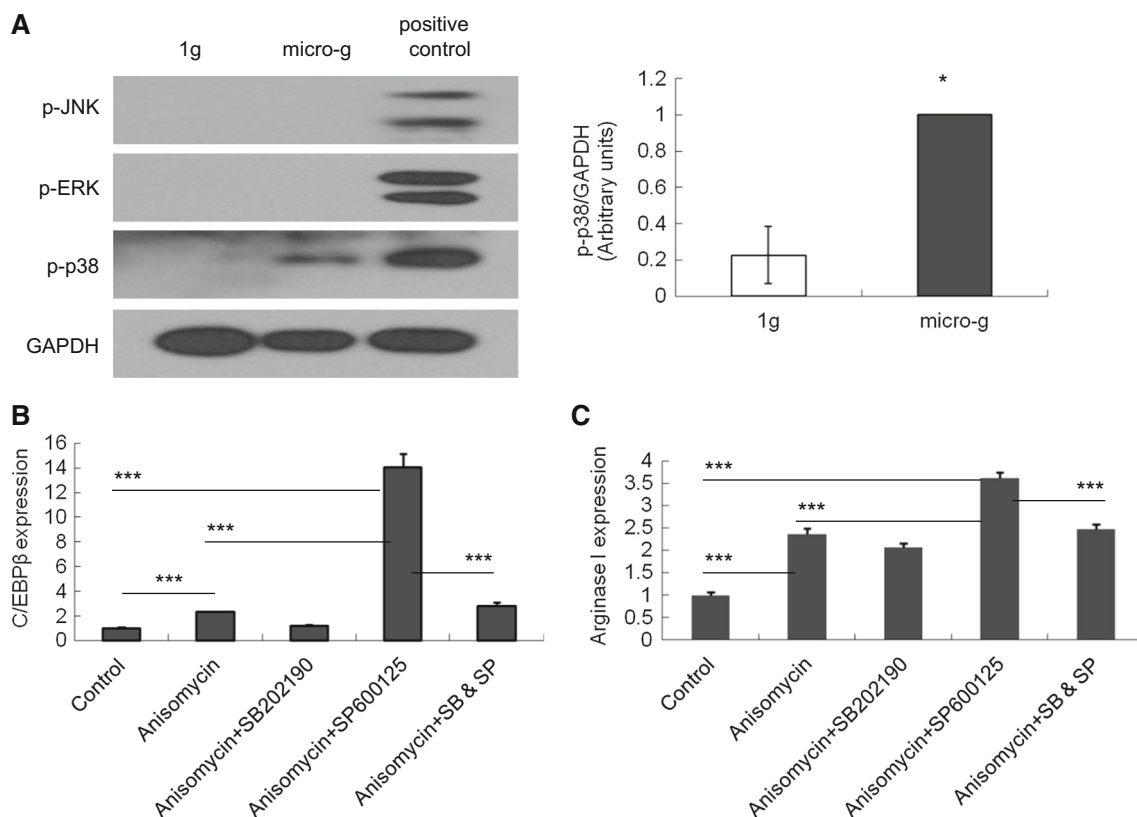 A
1g
micro-g
positive
control
p-JNK
p-ERK
p-p38
GAPDH
p-p38/GAPDH
(Arbitrary units)
1.2
1
0.8
0.6
0.4
0.2
0
*
1g
micro-g
B
C/EBPβ expression
16
14
12
10
8
6
4
2
0
***
***
***
***
Control
Anisomycin
Anisomycin+SB202190
Anisomycin+SP600125
Anisomycin+SB & SP
C
Arginase I expression
4
3.5
3
2.5
2
1.5
1
0.5
0
***
***
***
***
Control
Anisomycin
Anisomycin+SB202190
Anisomycin+SP600125
Anisomycin+SB & SP